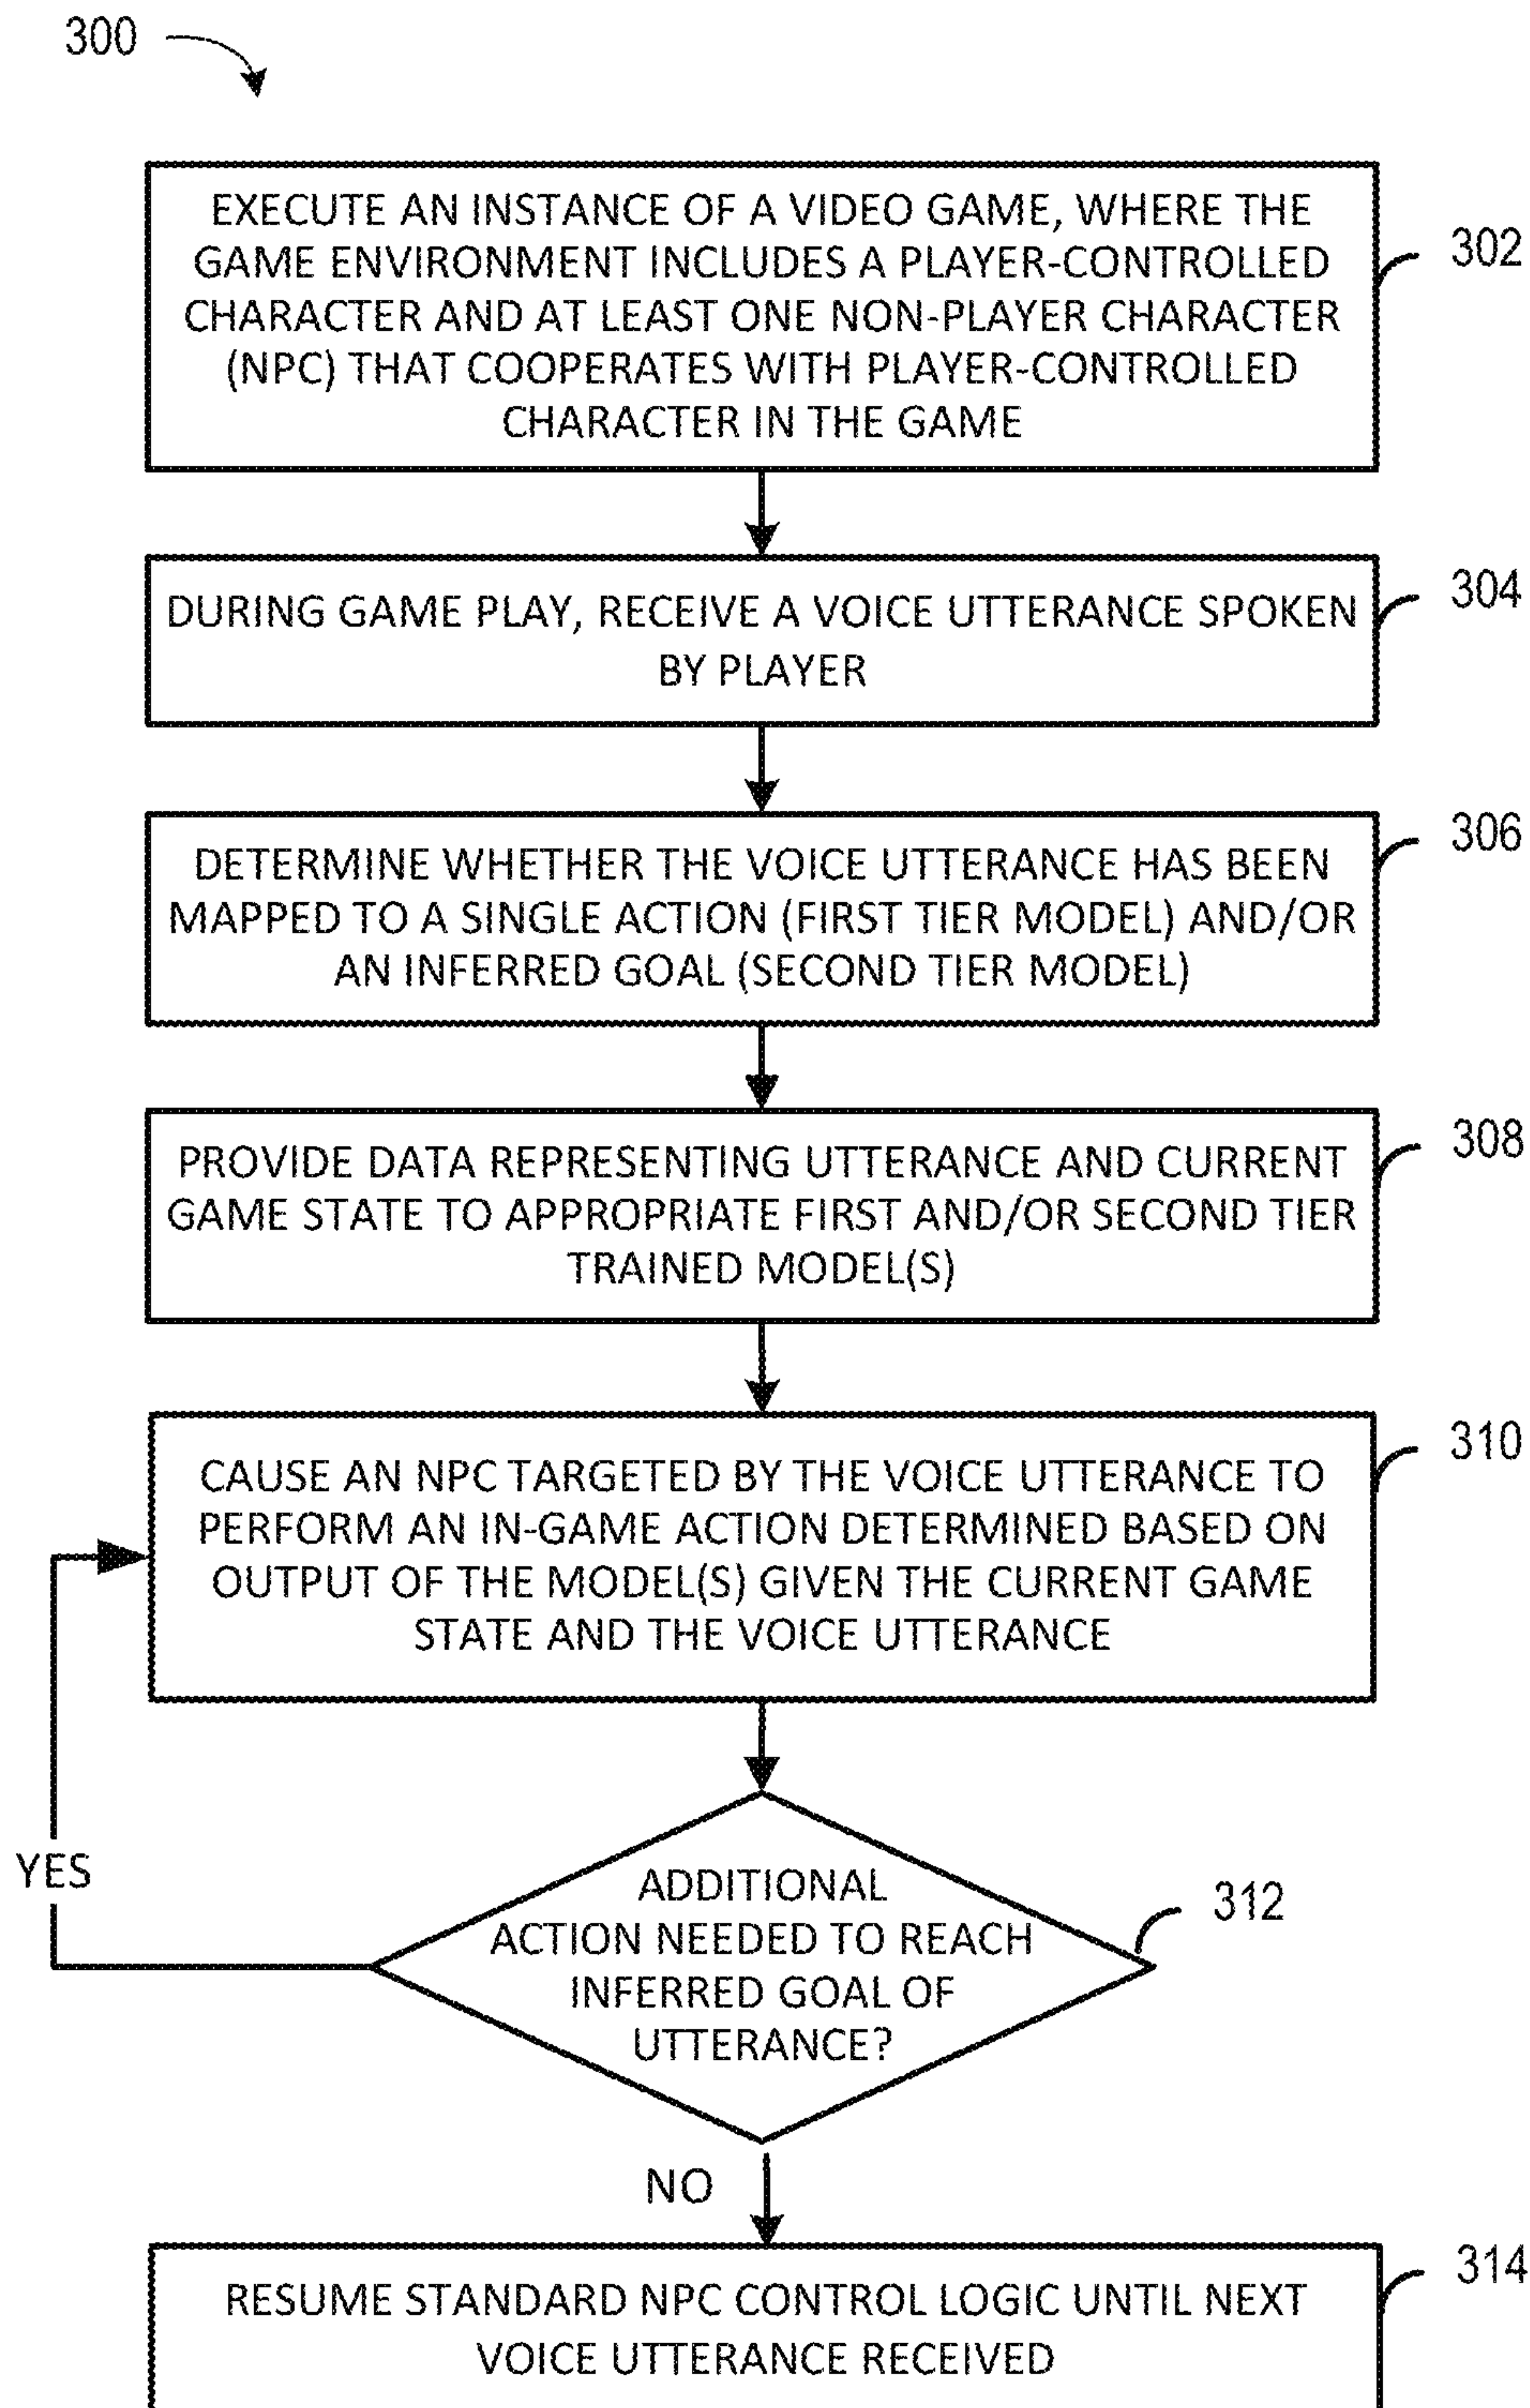 300
EXECUTE AN INSTANCE OF A VIDEO GAME, WHERE THE
GAME ENVIRONMENT INCLUDES A PLAYER-CONTROLLED
CHARACTER AND AT LEAST ONE NON-PLAYER CHARACTER
(NPC) THAT COOPERATES WITH PLAYER-CONTROLLED
CHARACTER IN THE GAME
302
DURING GAME PLAY, RECEIVE A VOICE UTTERANCE SPOKEN
BY PLAYER
304
DETERMINE WHETHER THE VOICE UTTERANCE HAS BEEN
MAPPED TO A SINGLE ACTION (FIRST TIER MODEL) AND/OR
AN INFERRED GOAL (SECOND TIER MODEL)
306
PROVIDE DATA REPRESENTING UTTERANCE AND CURRENT
GAME STATE TO APPROPRIATE FIRST AND/OR SECOND TIER
TRAINED MODEL(S)
308
CAUSE AN NPC TARGETED BY THE VOICE UTTERANCE TO
PERFORM AN IN-GAME ACTION DETERMINED BASED ON
OUTPUT OF THE MODEL(S) GIVEN THE CURRENT GAME
STATE AND THE VOICE UTTERANCE
310
YES
ADDITIONAL
ACTION NEEDED TO REACH
INFERRED GOAL OF
UTTERANCE?
312
NO
RESUME STANDARD NPC CONTROL LOGIC UNTIL NEXT
VOICE UTTERANCE RECEIVED
314